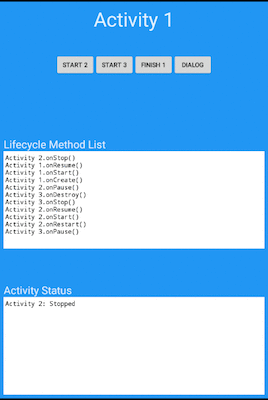 Activity 1
START 2 START 3 FINISH 1 DIALOG
Lifecycle Method List
Activity 2.onStop()
Activity 1.onResume()
Activity 1.onStart()
Activity 1.onCreate()
Activity 2.onPause()
Activity 3.onDestroy()
Activity 3.onStop()
Activity 2.onResume()
Activity 2.onStart()
Activity 2.onRestart()
Activity 3.onPause()
Activity Status
Activity 2: Stopped